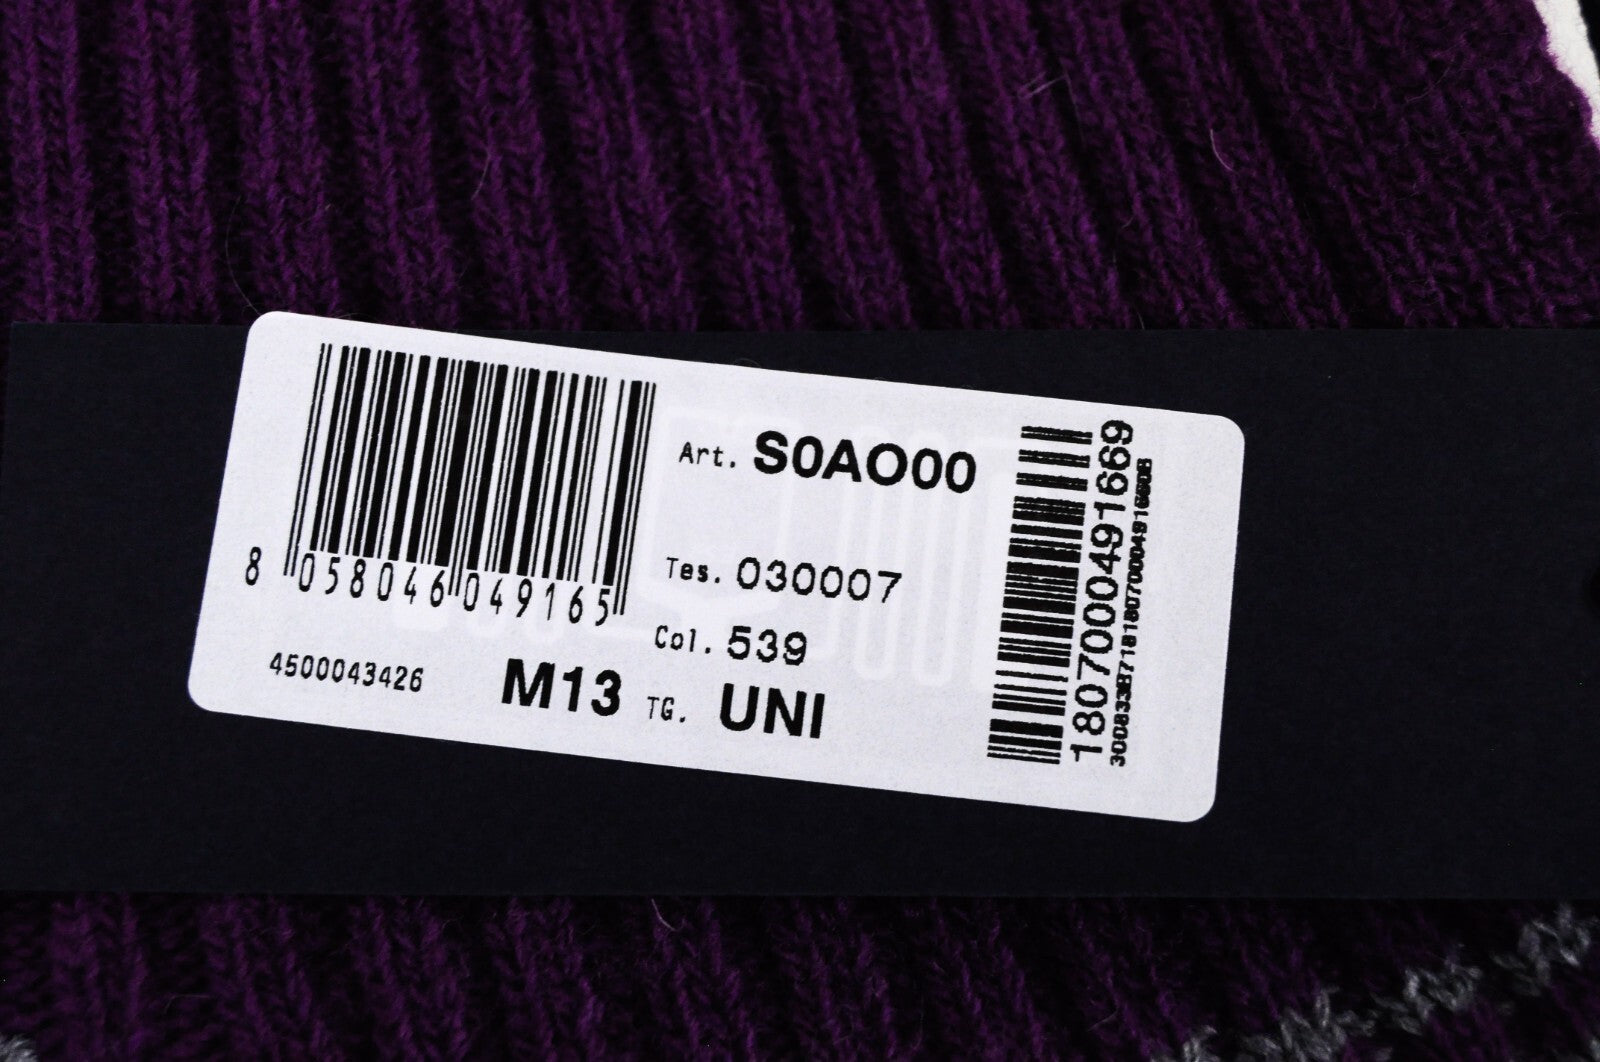 8 058046 049165
4500043426
Art. S0AO00
Tes. 030007
Col. 539
M13 TG. UNI
1807000491669